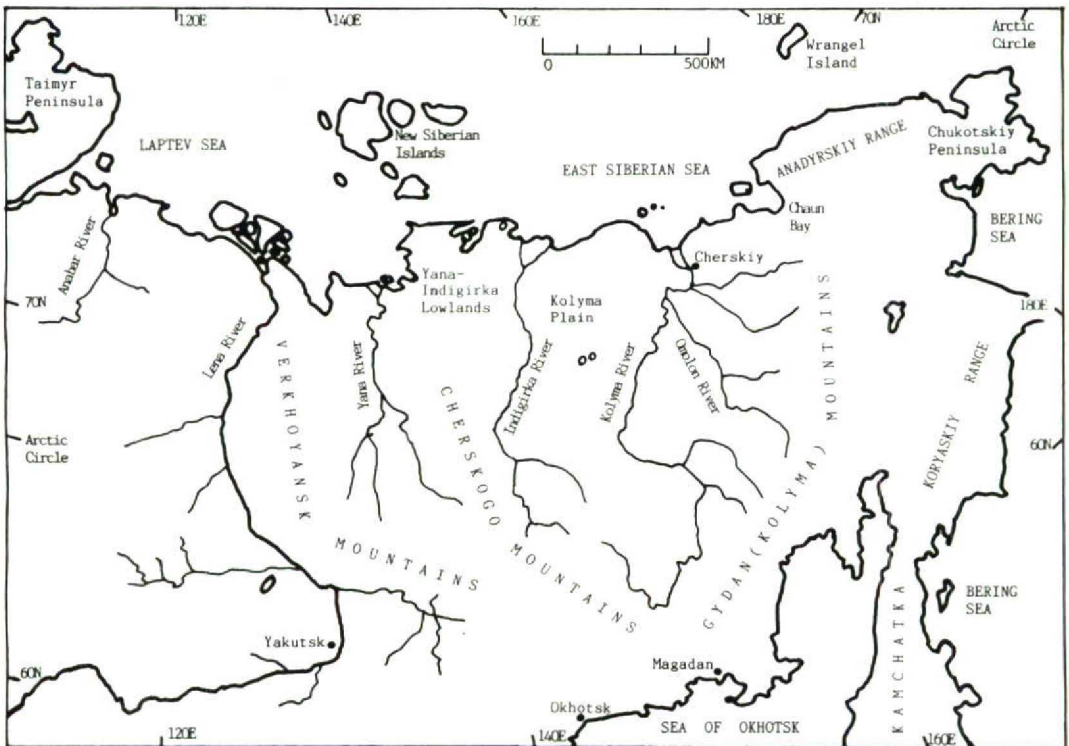 120E
140E
160E
180E
70N
Arctic
Circle
Wrangel
Island
0
500KM
Taimyr
Peninsula
LAPTEV SEA
New Siberian
Islands
ANADYRSKIY RANGE
Chukotskiy
Peninsula
EAST SIBERIAN SEA
Chaun
Bay
BERING
SEA
Anabar River
Cherskiy
Yana-
Indigirka
Lowlands
Kolyma
Plain
70N
180E
Lena River
VERKHOYANSK
MOUNTAINS
Yana River
CHERSKOGO
MOUNTAINS
Indigirka River
Kolyma River
Omolon River
GYDAN (KOLYMA) MOUNTAINS
KORYASKIY RANGE
Arctic
Circle
60N
BERING
SEA
Yakutsk
60N
Magadan
KAMCHATKA
Okhotsk
SEA OF OKHOTSK
120E
140E
160E